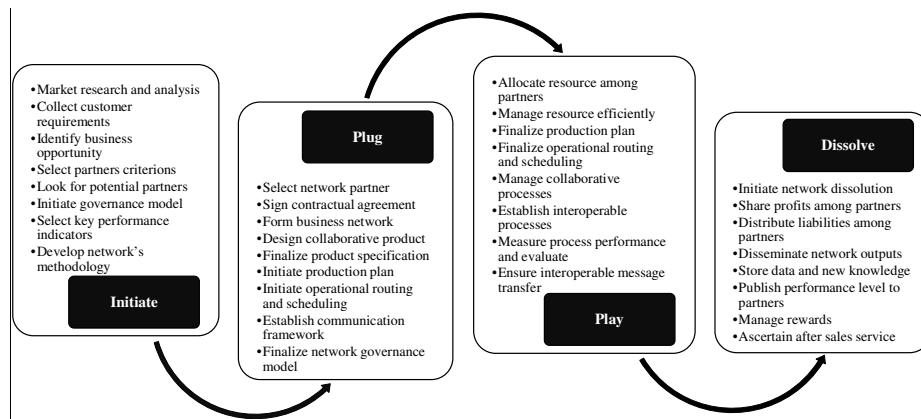 •Market research and analysis
•Collect customer
requirements
•Identify business
opportunity
•Select partners criterions
•Look for potential partners
•Initiate governance model
•Select key performance
indicators
•Develop network's
methodology
Initiate
Plug
•Select network partner
•Sign contractual agreement
•Form business network
•Design collaborative product
•Finalize product specification
•Initiate production plan
•Initiate operational routing
and scheduling
•Establish communication
framework
•Finalize network governance
model
•Allocate resource among
partners
•Manage resource efficiently
•Finalize production plan
•Finalize operational routing
and scheduling
•Manage collaborative
processes
•Establish interoperable
processes
•Measure process performance
and evaluate
•Ensure interoperable message
transfer
Play
Dissolve
•Initiate network dissolution
•Share profits among partners
•Distribute liabilities among
partners
•Disseminate network outputs
•Store data and new knowledge
•Publish performance level to
partners
•Manage rewards
•Ascertain after sales service